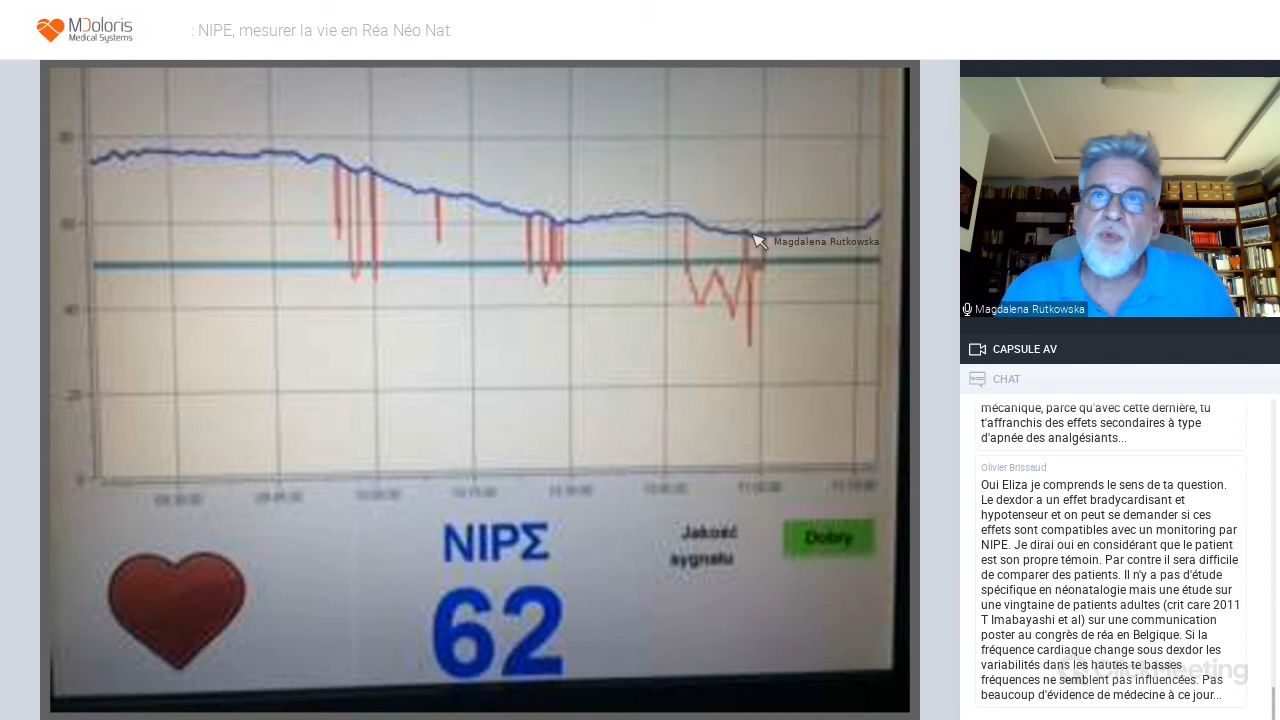 MDoloris
Medical Systems
: NIPE, mesurer la vie en Réa Néo Nat
80
60
40
20
0
Magdalena Rutkowska
NIPΣ
62
Jakość
sygnału
Dobry
Magdalena Rutkowska
CAPSULE AV
CHAT
mécanique, parce qu'avec cette dernière, tu
t'affranchis des effets secondaires à type
d'apnée des analgésiants...
Olivier Brissaud
Oui Eliza je comprends le sens de ta question.
Le dexdor a un effet bradycardisant et
hypotenseur et on peut se demander si ces
effets sont compatibles avec un monitoring par
NIPE. Je dirai oui en considérant que le patient
est son propre témoin. Par contre il sera difficile
de comparer des patients. Il n'y a pas d'étude
spécifique en néonatalogie mais une étude sur
une vingtaine de patients adultes (crit care 2011
T Imabayashi et al) sur une communication
poster au congrès de réa en Belgique. Si la
fréquence cardiaque change sous dexdor les
variabilités dans les hautes te basses
fréquences ne semblent pas influencées. Pas
beaucoup d'évidence de médecine à ce jour...
ClickMeeting